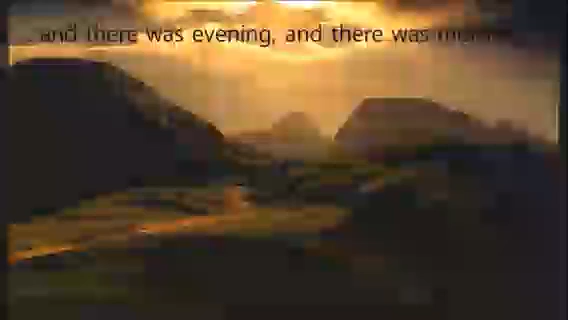 and there was evening, and there was